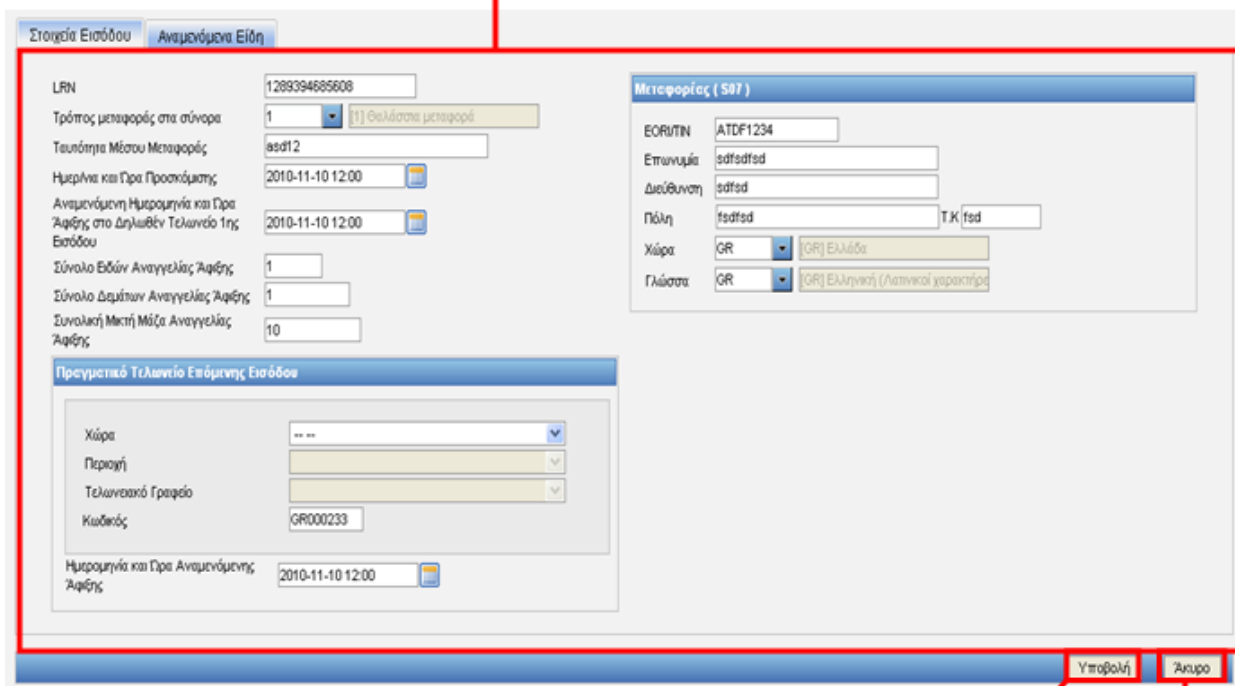 Στοιχεία Εισόδου Αναμενόμενα Είδη
LRN 1289394685608
Τρόπος μεταφοράς στα σύνορα 1 [1] Θαλάσσια μεταφορά
Ταυτότητα Μέσου Μεταφοράς asd12
Ημερ/νια και Ώρα Προσκόμισης 2010-11-10 12:00
Αναμενόμενη Ημερομηνία και Ώρα
Άφιξης στο Δηλωθέν Τελωνείο 1ης 2010-11-10 12:00
Εισόδου
Σύνολο Ειδών Αναγγελίας Άφιξης 1
Σύνολο Δεμάτων Αναγγελίας Άφιξης 1
Συνολική Μικτή Μάζα Αναγγελίας 10
Άφιξης
Μεταφορέας ( S07 )
EORI/TIN ATDF1234
Επωνυμία sdfsdfsd
Διεύθυνση sdfsd
Πόλη fsdfsd Τ.Κ fsd
Χώρα GR [GR] Ελλάδα
Γλώσσα GR [GR] Ελληνική (Λατινικοί χαρακτήρε
Πραγματικό Τελωνείο Επόμενης Εισόδου
Χώρα -- --
Περιοχή
Τελωνειακό Γραφείο
Κωδικός GR000233
Ημερομηνία και Ώρα Αναμενόμενης 2010-11-10 12:00
Άφιξης
Υποβολή Άκυρο